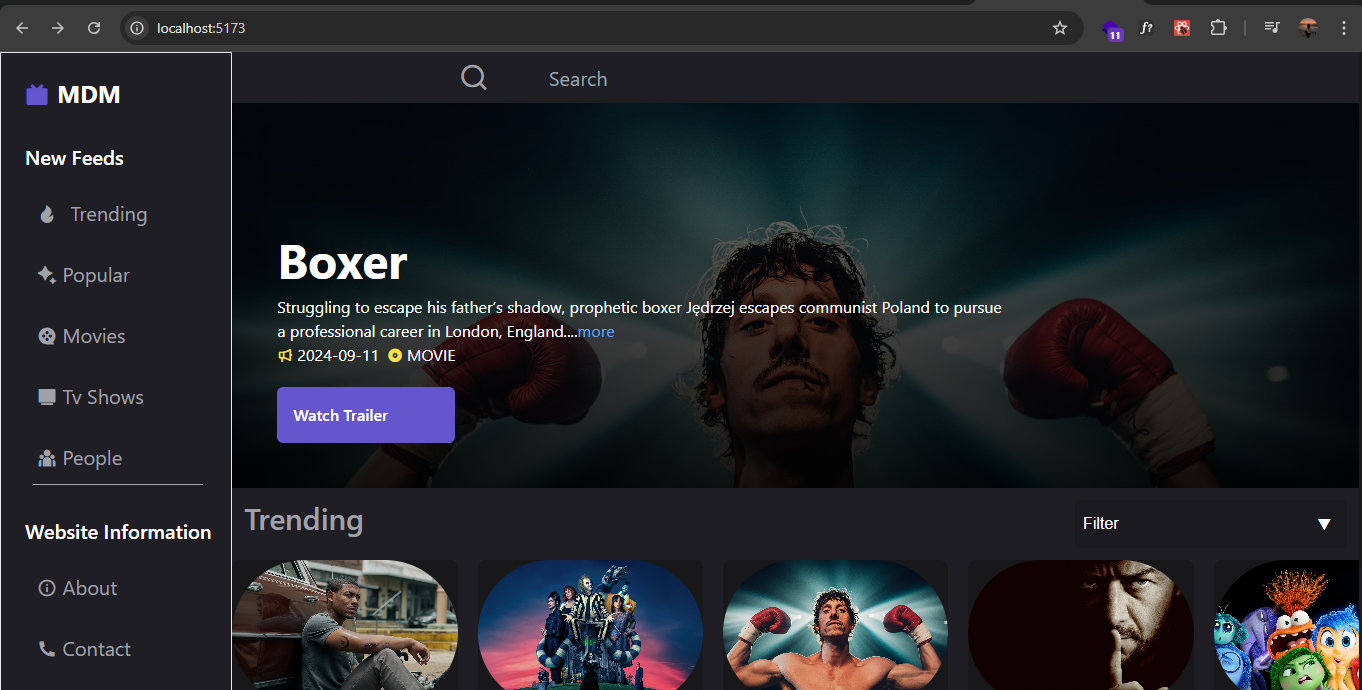 localhost:5173
11
f?
MDM
Search
New Feeds
Trending
Popular
Movies
Tv Shows
People
Website Information
About
Contact
Boxer
Struggling to escape his father’s shadow, prophetic boxer Jędrzej escapes communist Poland to pursue
a professional career in London, England....more
2024-09-11 MOVIE
Watch Trailer
Trending
Filter